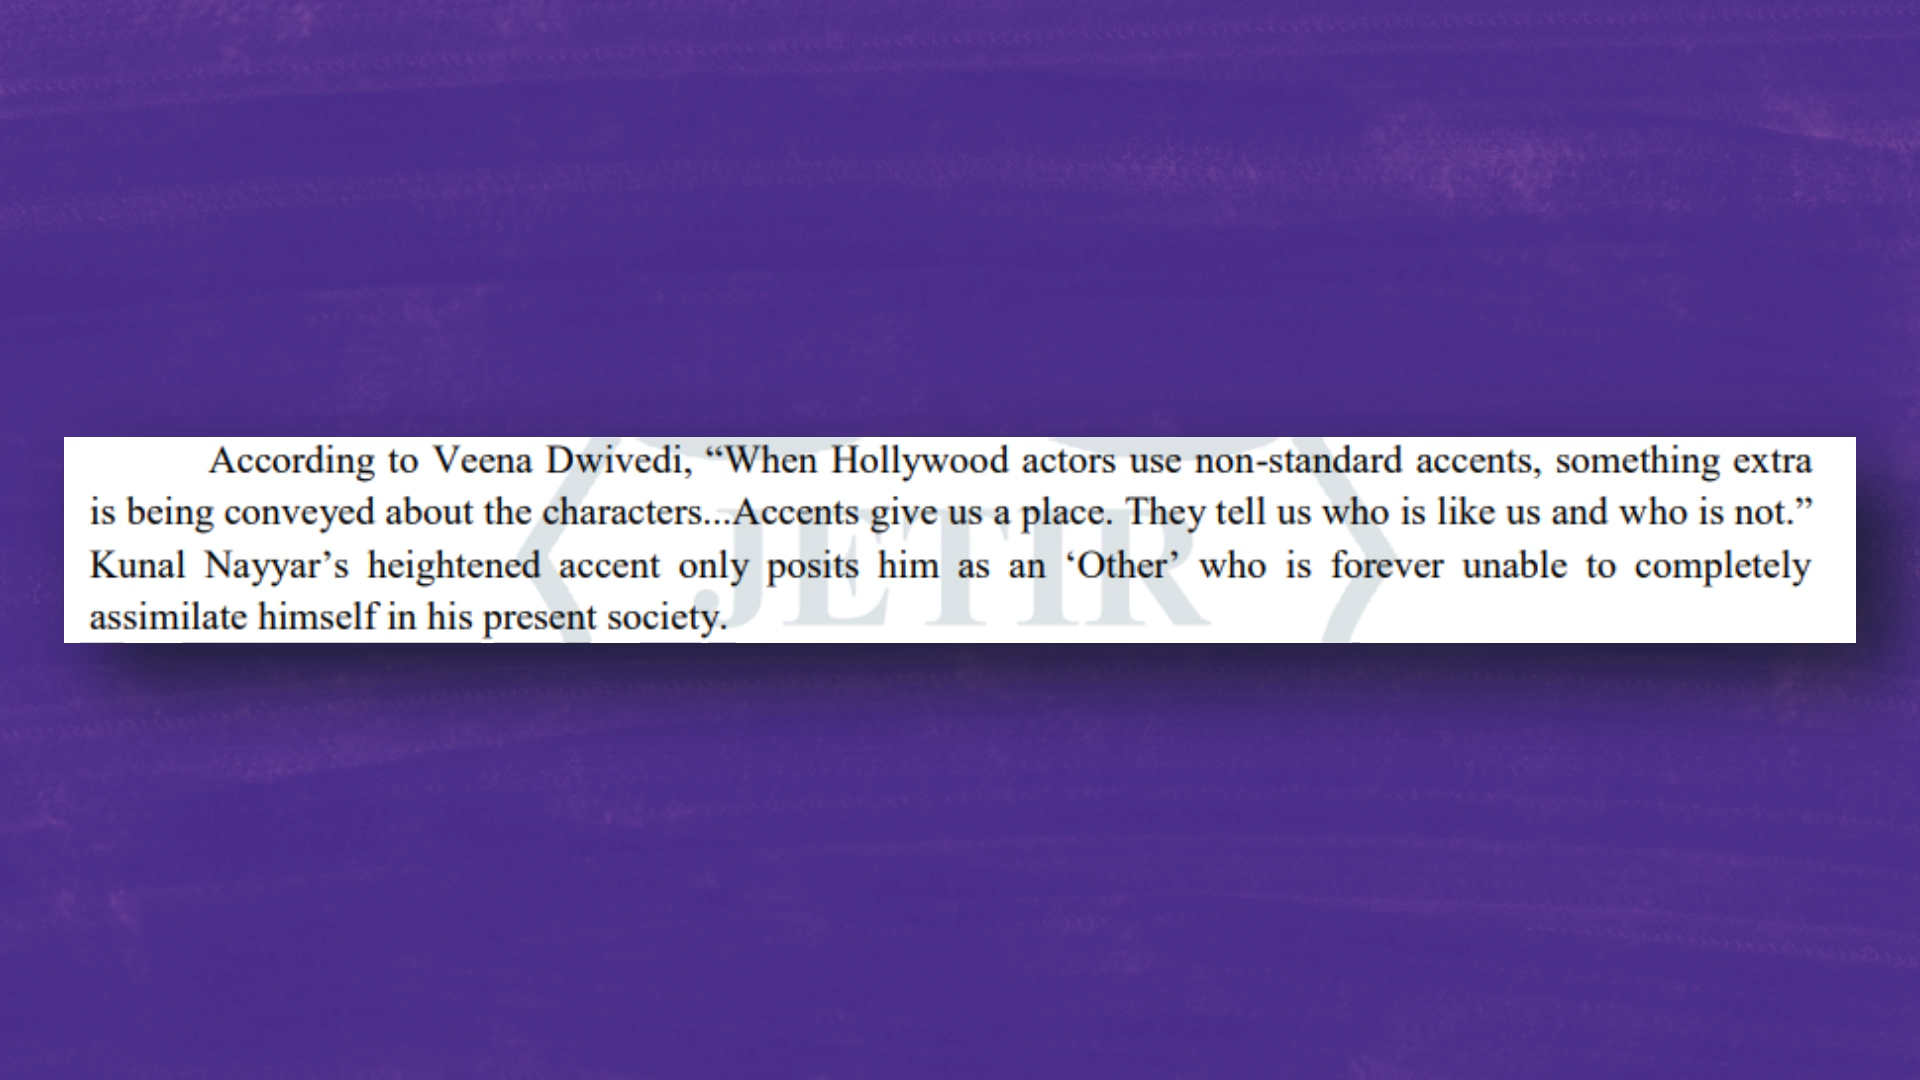 According to Veena Dwivedi, “When Hollywood actors use non-standard accents, something extra
is being conveyed about the characters...Accents give us a place. They tell us who is like us and who is not.”
Kunal Nayyar’s heightened accent only posits him as an ‘Other’ who is forever unable to completely
assimilate himself in his present society.
JETIR